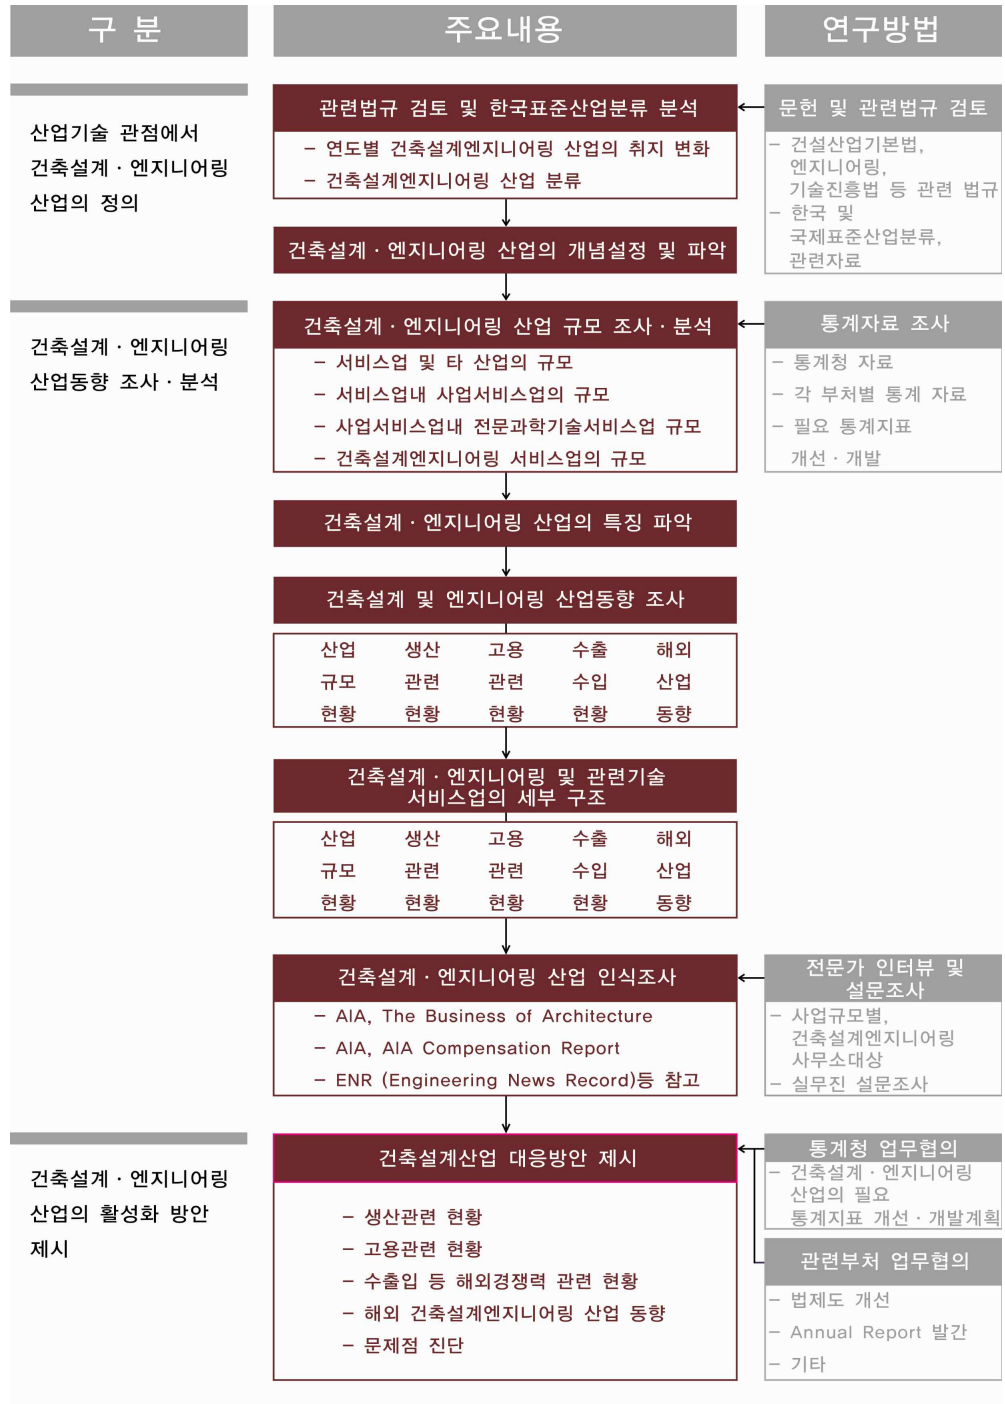 구 분
주요내용
연구방법
산업기술 관점에서
건축설계·엔지니어링
산업의 정의
관련법규 검토 및 한국표준산업분류 분석
– 연도별 건축설계엔지니어링 산업의 취지 변화
– 건축설계엔지니어링 산업 분류
건축설계·엔지니어링 산업의 개념설정 및 파악
문헌 및 관련법규 검토
– 건설산업기본법,
엔지니어링,
기술진흥법 등 관련 법규
– 한국 및
국제표준산업분류,
관련자료
건축설계·엔지니어링
산업동향 조사·분석
건축설계·엔지니어링 산업 규모 조사·분석
– 서비스업 및 타 산업의 규모
– 서비스업내 사업서비스업의 규모
– 사업서비스업내 전문과학기술서비스업 규모
– 건축설계엔지니어링 서비스업의 규모
통계자료 조사
– 통계청 자료
– 각 부처별 통계 자료
– 필요 통계지표
개선·개발
건축설계·엔지니어링 산업의 특징 파악
건축설계 및 엔지니어링 산업동향 조사
산업 생산 고용 수출 해외
규모 관련 관련 수입 산업
현황 현황 현황 현황 동향
건축설계·엔지니어링 및 관련기술
서비스업의 세부 구조
산업 생산 고용 수출 해외
규모 관련 관련 수입 산업
현황 현황 현황 현황 동향
건축설계·엔지니어링 산업 인식조사
– AIA, The Business of Architecture
– AIA, AIA Compensation Report
– ENR (Engineering News Record)등 참고
전문가 인터뷰 및
설문조사
– 사업규모별,
건축설계엔지니어링
사무소대상
– 실무진 설문조사
건축설계·엔지니어링
산업의 활성화 방안
제시
건축설계산업 대응방안 제시
– 생산관련 현황
– 고용관련 현황
– 수출입 등 해외경쟁력 관련 현황
– 해외 건축설계엔지니어링 산업 동향
– 문제점 진단
통계청 업무협의
– 건축설계·엔지니어링
산업의 필요
통계지표 개선·개발계획
관련부처 업무협의
– 법제도 개선
– Annual Report 발간
– 기타